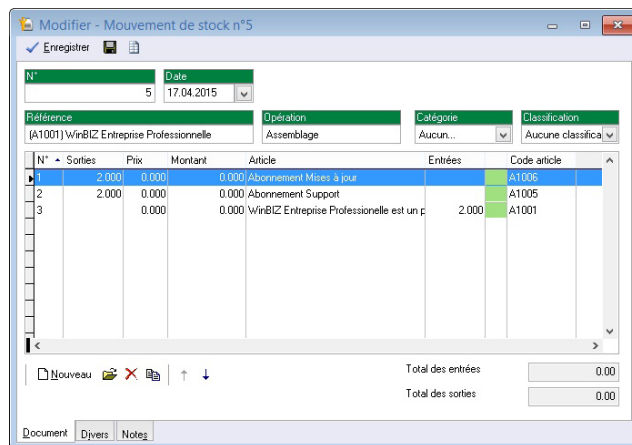 Modifier - Mouvement de stock n°5
Enregistrer
N° Date
5 17.04.2015
Référence Opération Catégorie Classification
(A1001) WinBIZ Entreprise Professionnelle Assemblage Aucun... Aucune classifica
N° Sorties Prix Montant Article Entrées Code article
1 2.000 0.000 0.000 Abonnement Mises à jour A1006
2 2.000 0.000 0.000 Abonnement Support A1005
3 0.000 0.000 WinBIZ Entreprise Professionelle est un p 2.000 A1001
Nouveau Total des entrées 0.00
Total des sorties 0.00
Document Divers Notes